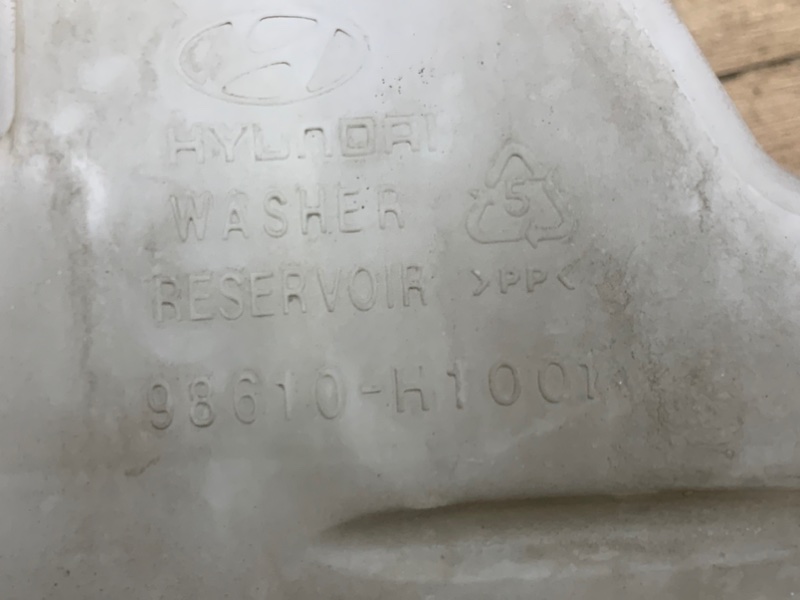 HYUNDAI
WASHER
5
RESERVOIR >PP<
98610-H1001